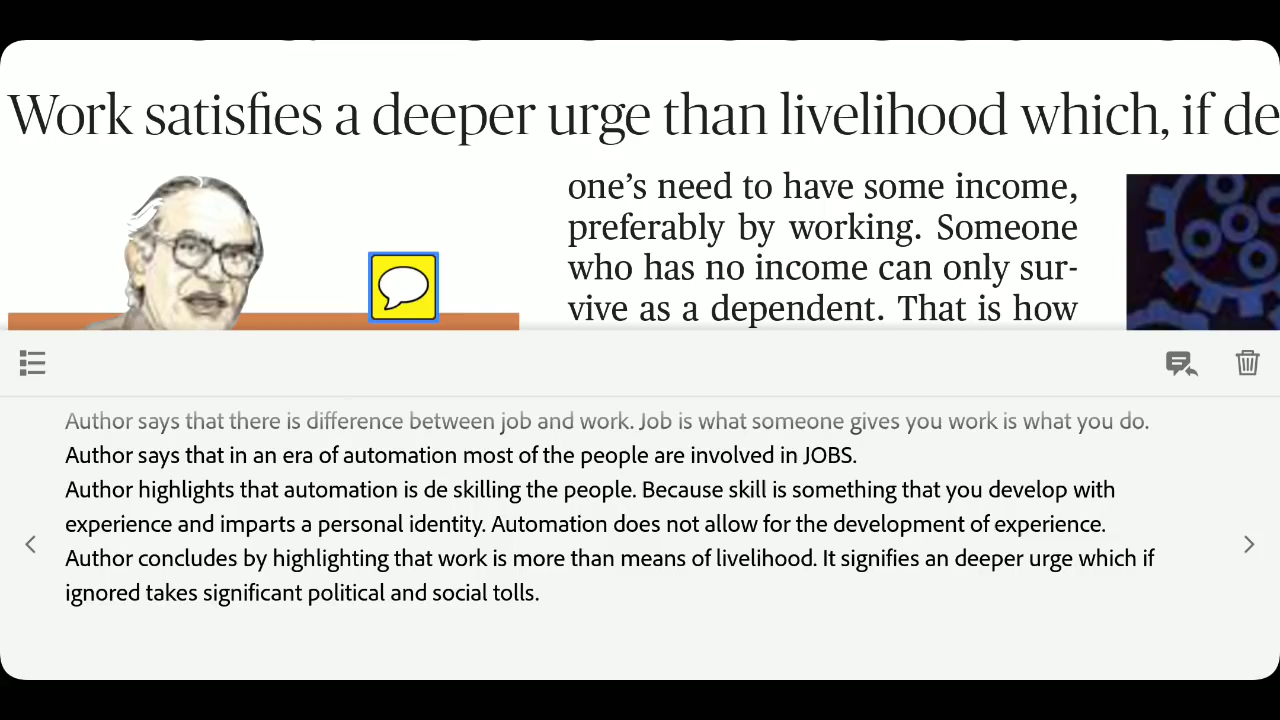 Work satisfies a deeper urge than livelihood which, if de
one's need to have some income,
preferably by working. Someone
who has no income can only sur-
vive as a dependent. That is how
Author says that there is difference between job and work. Job is what someone gives you work is what you do.
Author says that in an era of automation most of the people are involved in JOBS.
Author highlights that automation is de skilling the people. Because skill is something that you develop with
experience and imparts a personal identity. Automation does not allow for the development of experience.
Author concludes by highlighting that work is more than means of livelihood. It signifies an deeper urge which if
ignored takes significant political and social tolls.